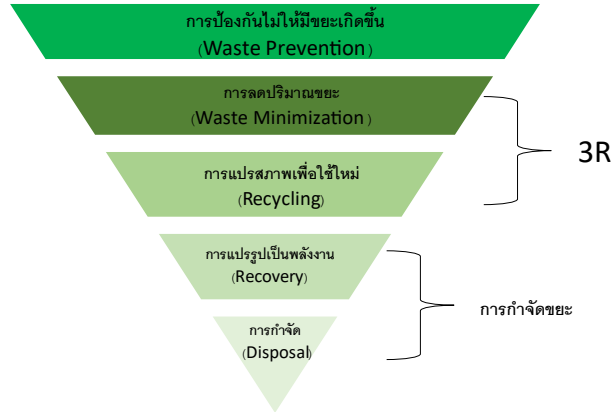 การป้องกันไม่ให้มีขยะเกิดขึ้น
(Waste Prevention)
การลดปริมาณขยะ
(Waste Minimization )
3R
การแปรสภาพเพื่อใช้ใหม่
(Recycling)
การแปรรูปเป็นพลังงาน
(Recovery)
การกำจัดขยะ
การกำจัด
(Disposal)